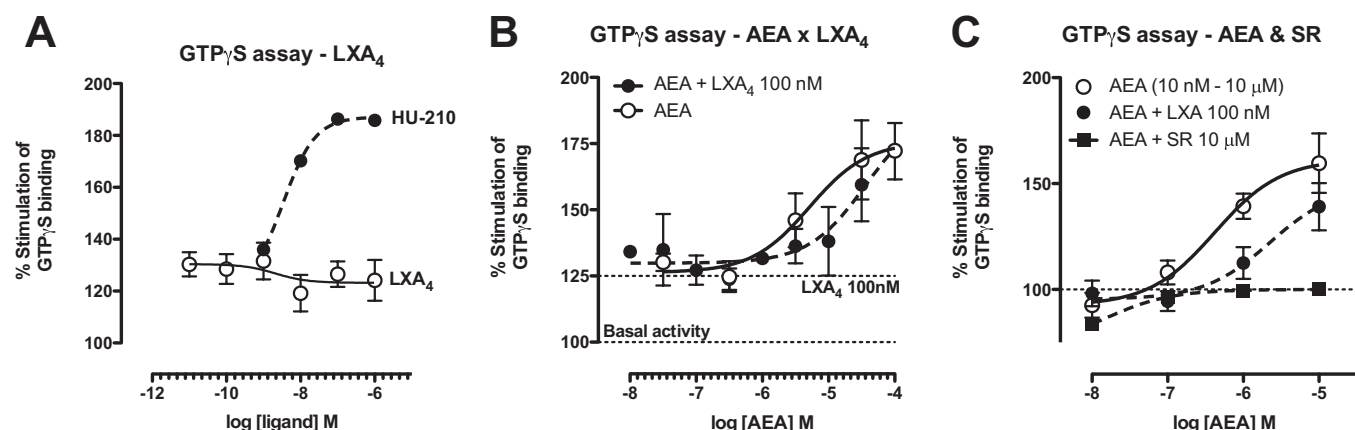 A
GTPγS assay - LXA4
% Stimulation of
GTPγS binding
200
180
160
140
120
100
HU-210
LXA4
-12
-10
-8
-6
log [ligand] M
B
GTPγS assay - AEA x LXA4
AEA + LXA4 100 nM
AEA
% Stimulation of
GTPγS binding
200
175
150
125
100
LXA4 100nM
Basal activity
-8
-7
-6
-5
-4
log [AEA] M
C
GTPγS assay - AEA & SR
AEA (10 nM - 10 μM)
AEA + LXA 100 nM
AEA + SR 10 μM
% Stimulation of
GTPγS binding
200
150
100
-8
-7
-6
-5
log [AEA] M